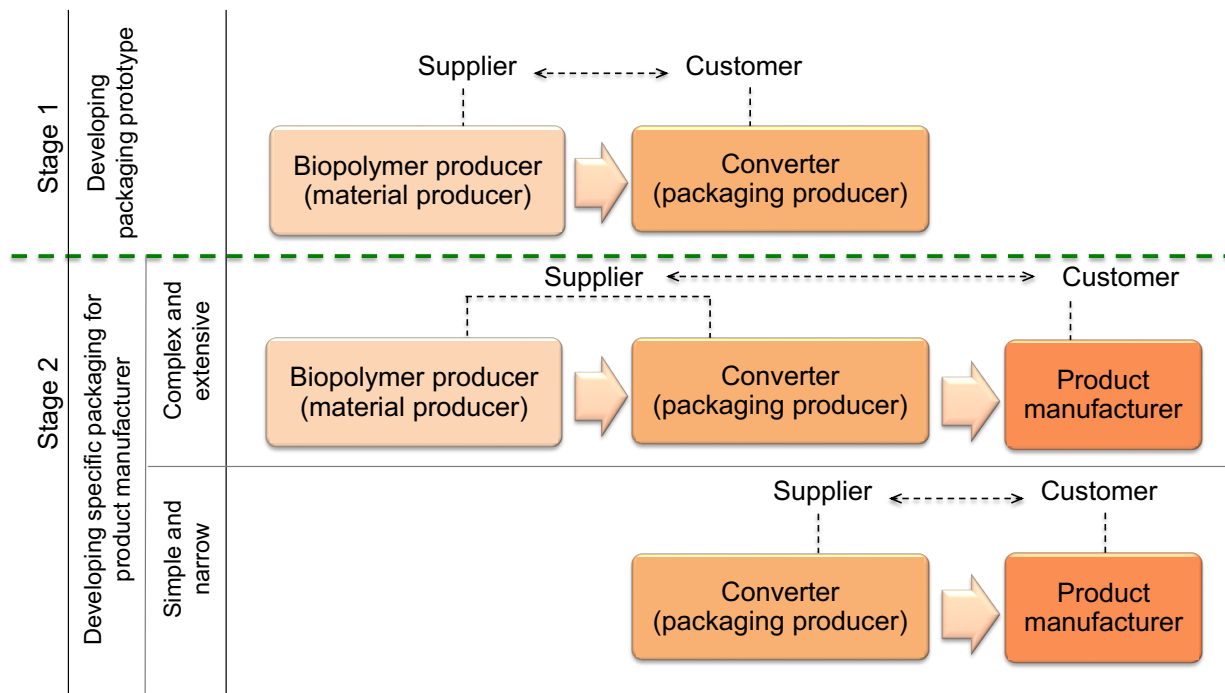 Stage 1
Developing
packaging prototype
Supplier
Customer
Biopolymer producer
(material producer)
Converter
(packaging producer)
Stage 2
Developing specific packaging for
product manufacturer
Complex and
extensive
Supplier
Customer
Biopolymer producer
(material producer)
Converter
(packaging producer)
Product
manufacturer
Simple and
narrow
Supplier
Customer
Converter
(packaging producer)
Product
manufacturer